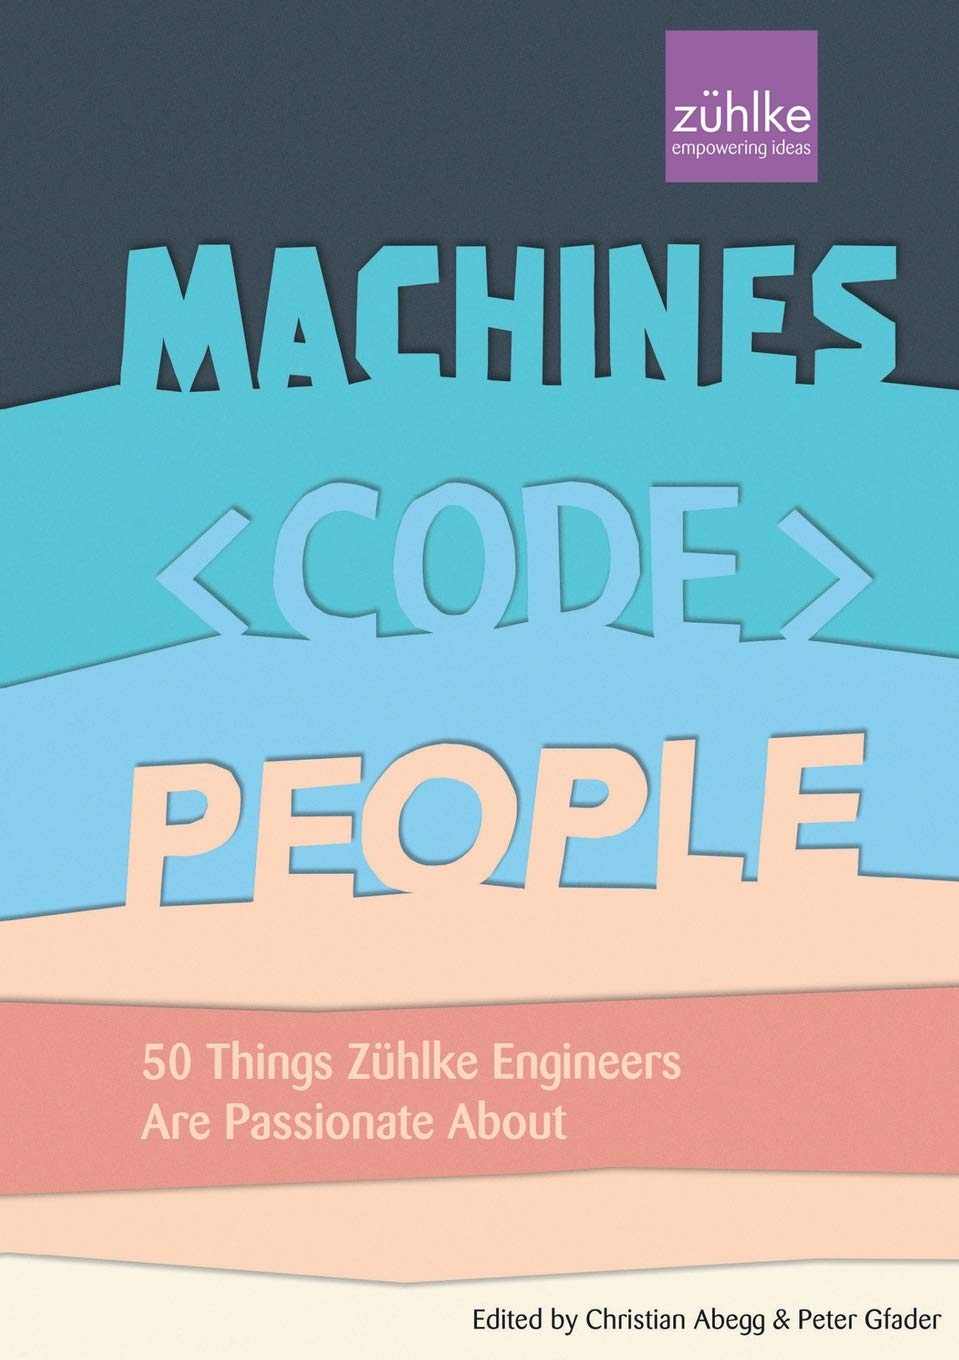 zühlke
empowering ideas
MACHINES
<CODE>
PEOPLE
50 Things Zühlke Engineers
Are Passionate About
Edited by Christian Abegg & Peter Gfader